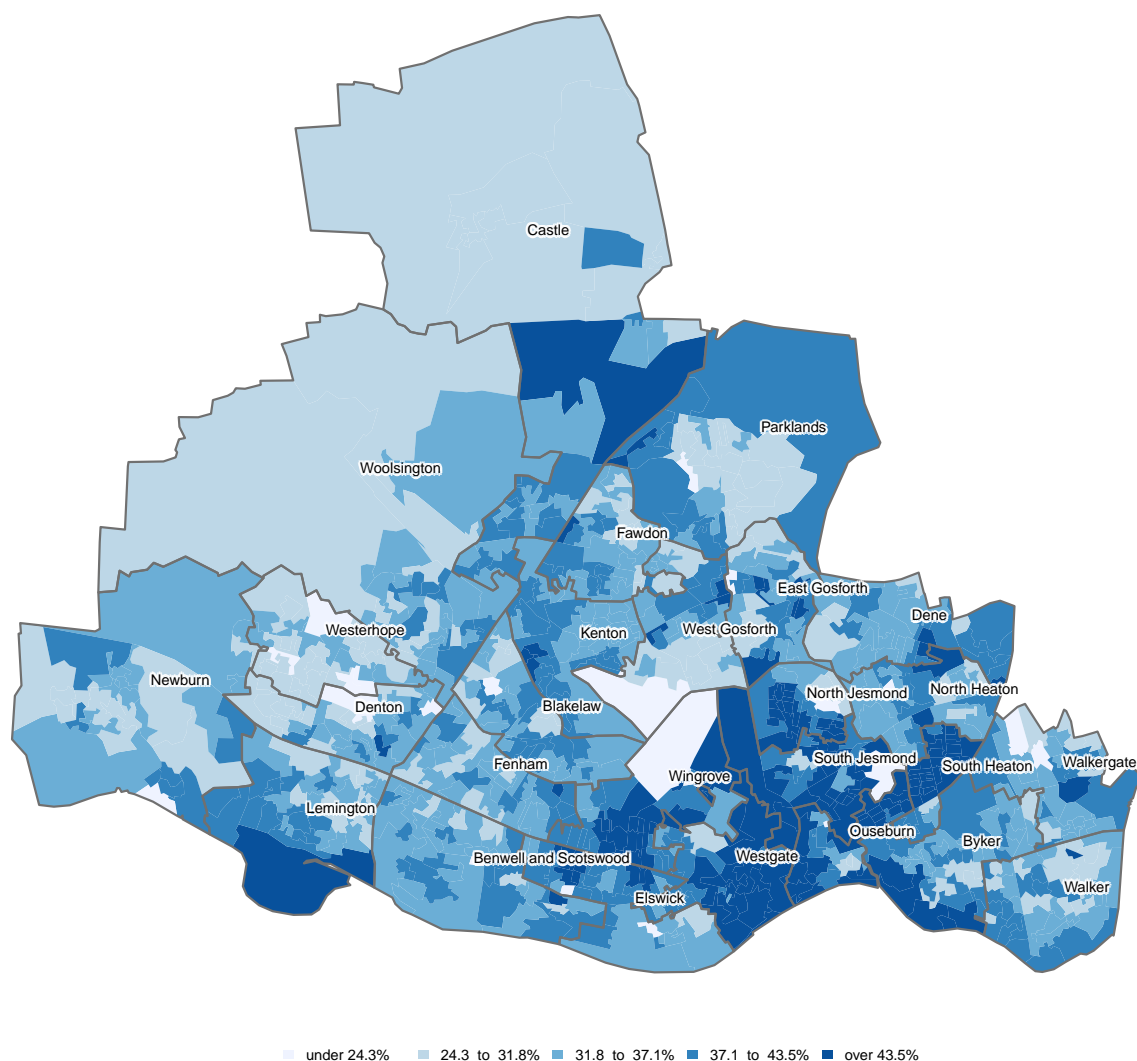 Castle
Parklands
Woolsington
Fawdon
East Gosforth
Dene
Westerhope
Kenton
West Gosforth
Newburn
North Jesmond
North Heaton
Denton
Blakelaw
South Jesmond
Fenham
South Heaton
Walkergate
Wingrove
Lemington
Ouseburn
Byker
Benwell and Scotswood
Westgate
Walker
Elswick
under 24.3% 24.3 to 31.8% 31.8 to 37.1% 37.1 to 43.5% over 43.5%